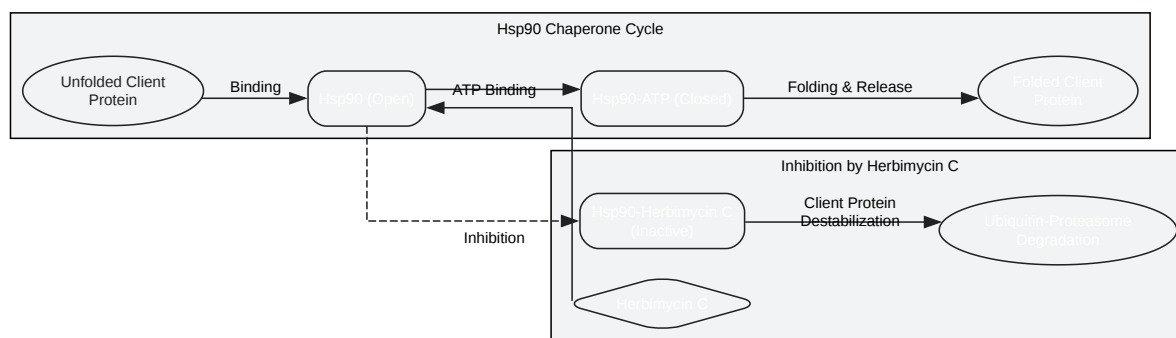 Hsp90 Chaperone Cycle
Unfolded Client
Protein
Binding
Hsp90 (Open)
ATP Binding
Hsp90-ATP (Closed)
Folding & Release
Folded Client
Protein
Inhibition by Herbimycin C
Inhibition
Hsp90-Herbimycin C
(Inactive)
Client Protein
Destabilization
Ubiquitin-Proteasome
Degradation
Herbimycin C